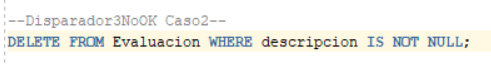 --Disparador3NoOK Caso2--
DELETE FROM Evaluacion WHERE descripcion IS NOT NULL;